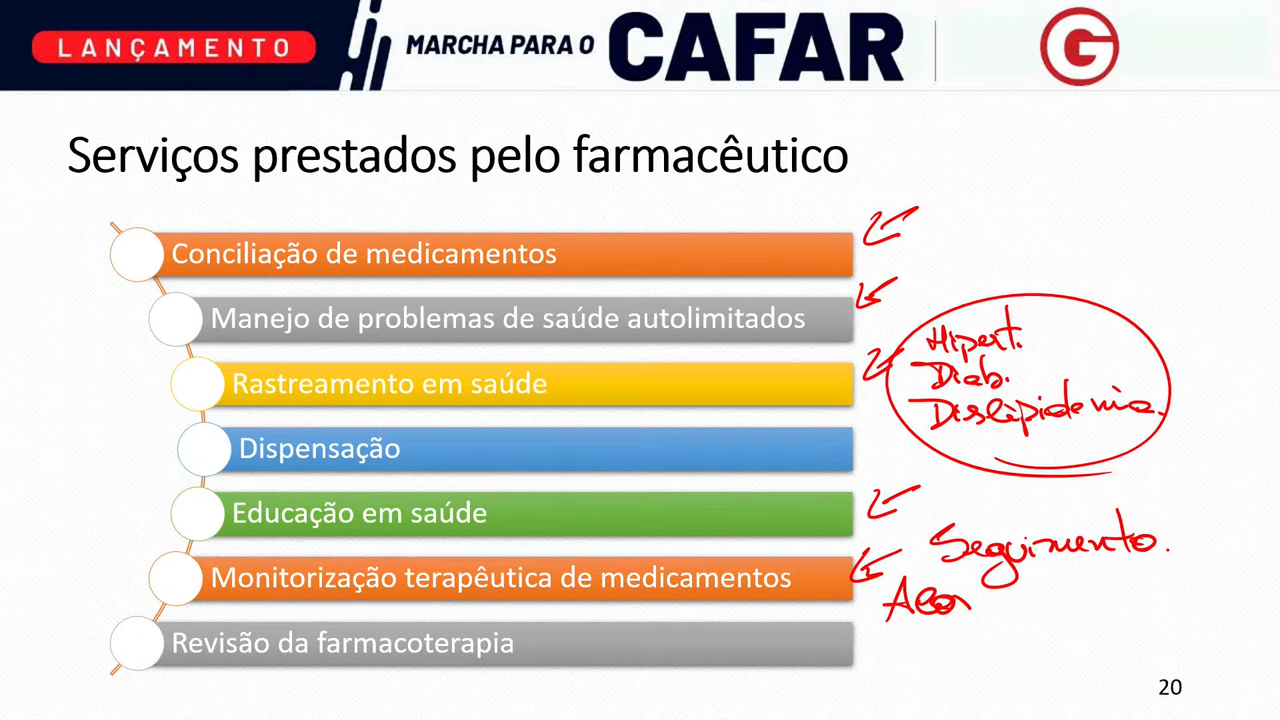 LANÇAMENTO
MARCHA PARA O CAFAR
G
Serviços prestados pelo farmacêutico
Conciliação de medicamentos
Manejo de problemas de saúde autolimitados
Rastreamento em saúde
Dispensação
Educação em saúde
Monitorização terapêutica de medicamentos
Revisão da farmacoterapia
Hipert.
Diab.
Dislipidemia.
Seguimento.
20